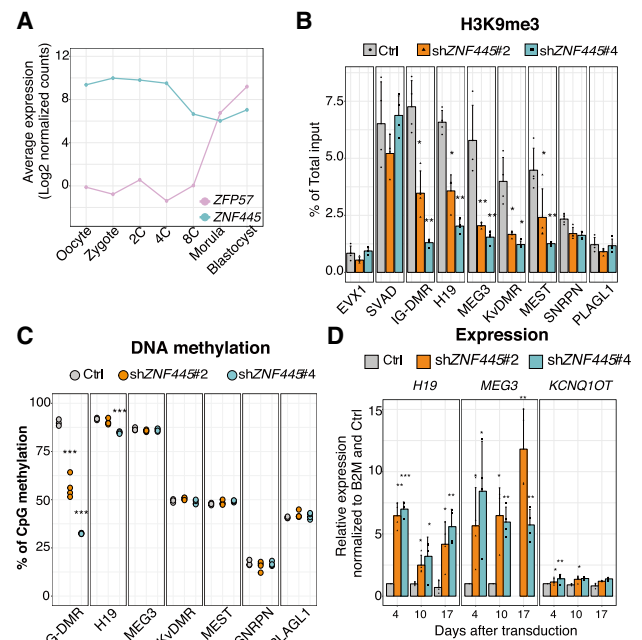 A
Average expression
(Log2 normalized counts)
12
8
4
0
ZFP57
ZNF445
Oocyte
Zygote
2C
4C
8C
Morula
Blastocyst
B
H3K9me3
Ctrl
shZNF445#2
shZNF445#4
% of Total input
7.5
5.0
2.5
0.0
*
**
*
**
**
**
*
*
*
**
EVX1
SVAD
IG-DMR
H19
MEG3
KvDMR
MEST
SNRPN
PLAGL1
C
DNA methylation
Ctrl
shZNF445#2
shZNF445#4
% of CpG methylation
100
75
50
25
0
***
***
***
G-DMR
H19
MEG3
KvDMR
MEST
SNRPN
PLAGL1
D
Expression
Ctrl
shZNF445#2
shZNF445#4
H19
MEG3
KCNQ1OT
Relative expression
normalized to B2M and Ctrl
15
10
5
0
**
***
*
*
*
**
*
*
**
**
**
*
**
*
*
4 10 17
4 10 17
4 10 17
Days after transduction